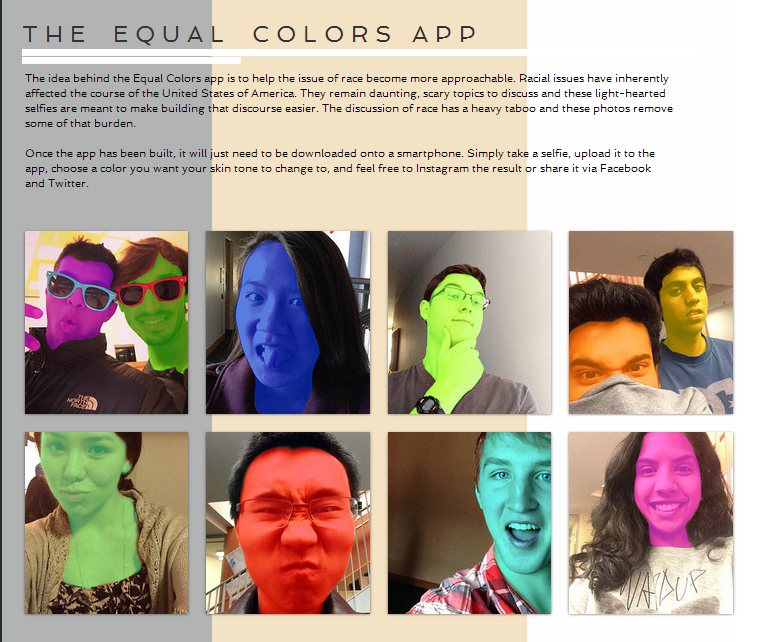 THE EQUAL COLORS APP
The idea behind the Equal Colors app is to help the issue of race become more approachable. Racial issues have inherently
affected the course of the United States of America. They remain daunting, scary topics to discuss and these light-hearted
selfies are meant to make building that discourse easier. The discussion of race has a heavy taboo and these photos remove
some of that burden.
Once the app has been built, it will just need to be downloaded onto a smartphone. Simply take a selfie, upload it to the
app, choose a color you want your skin tone to change to, and feel free to Instagram the result or share it via Facebook
and Twitter.
THE
NORTH
FACE
WAZDUP